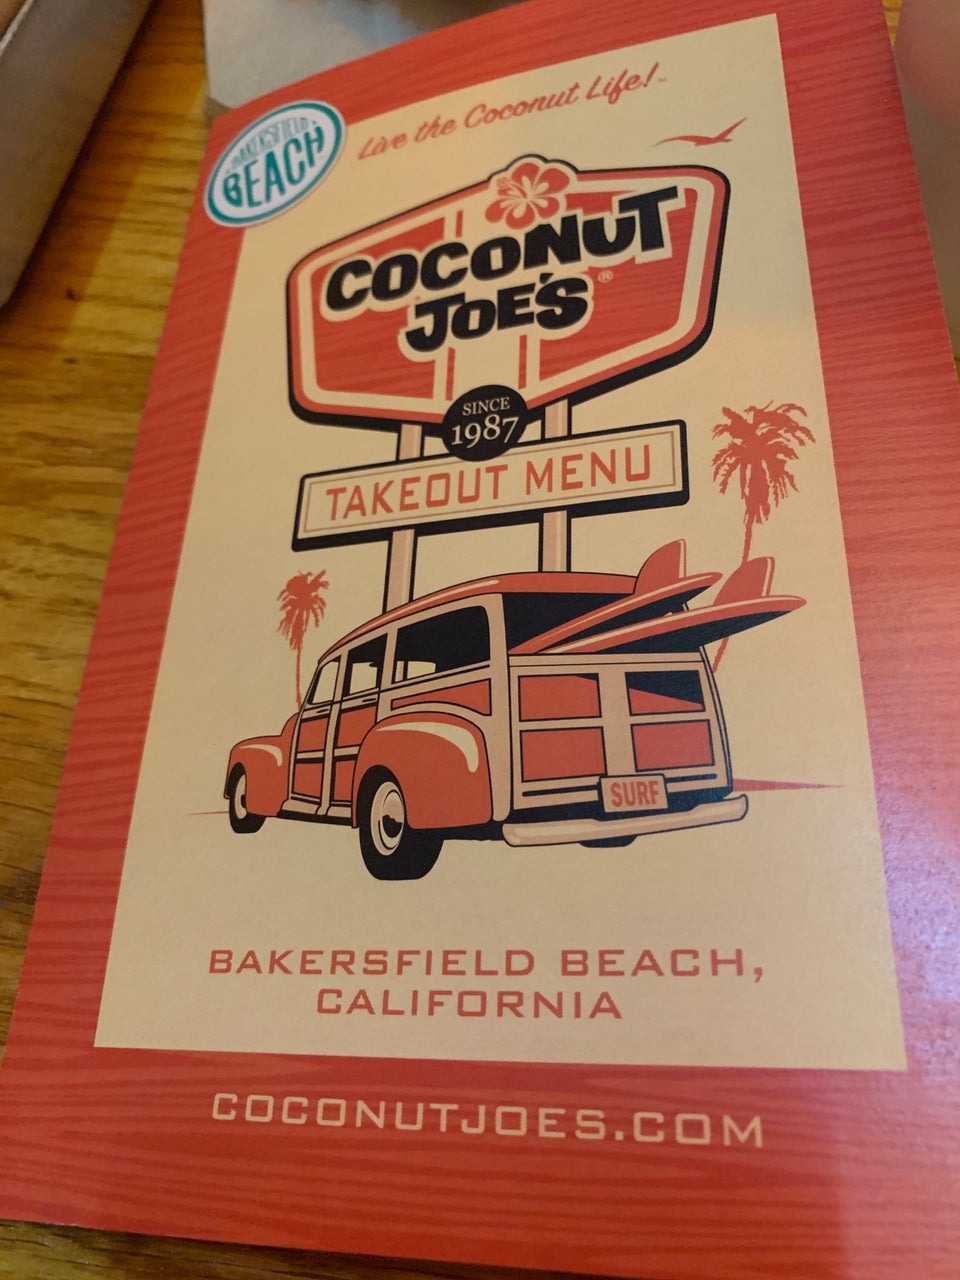 BAKERSFIELD
BEACH
Live the Coconut Life!
COCONUT
JOE'S®
SINCE
1987
TAKEOUT MENU
SURF
BAKERSFIELD BEACH,
CALIFORNIA
COCONUTJOES.COM